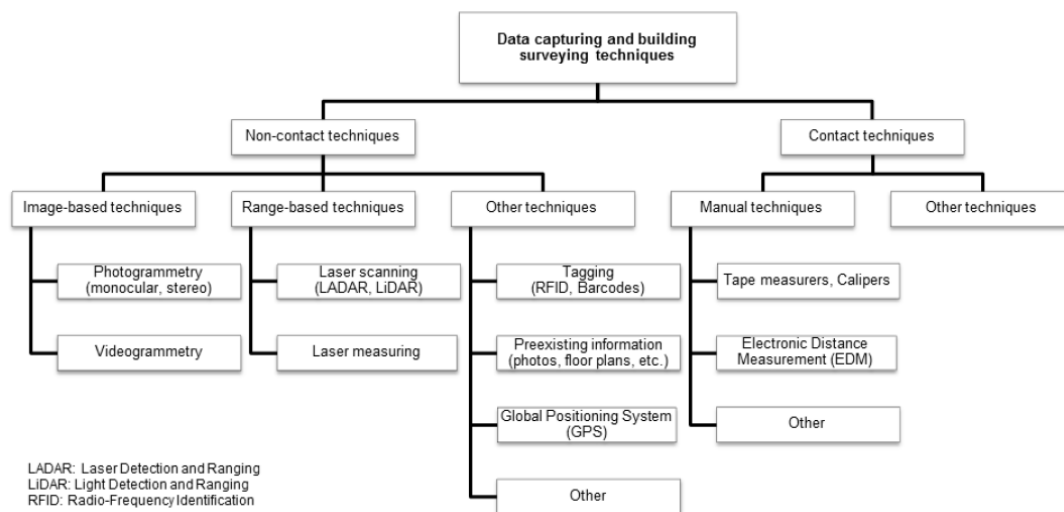 Data capturing and building
surveying techniques
Non-contact techniques
Contact techniques
Image-based techniques
Range-based techniques
Other techniques
Manual techniques
Other techniques
Photogrammetry
(monocular, stereo)
Laser scanning
(LADAR, LiDAR)
Tagging
(RFID, Barcodes)
Tape measurers, Calipers
Videogrammetry
Laser measuring
Preexisting information
(photos, floor plans, etc.)
Electronic Distance
Measurement (EDM)
Global Positioning System
(GPS)
Other
Other
LADAR: Laser Detection and Ranging
LiDAR: Light Detection and Ranging
RFID: Radio-Frequency Identification